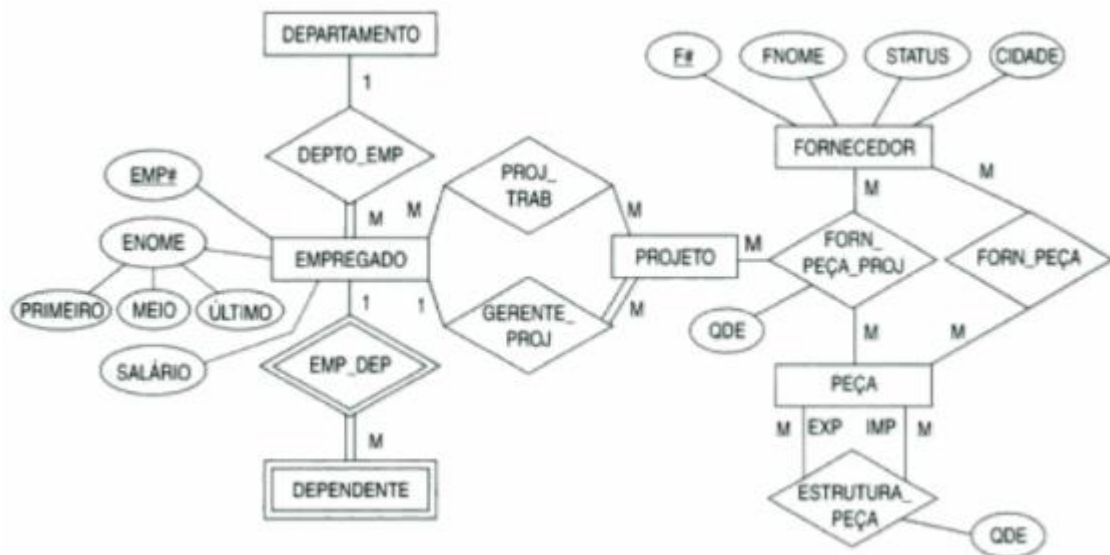 DEPARTAMENTO
1
DEPTO_EMP
M
EMP#
ENOME
PRIMEIRO
MEIO
ÚLTIMO
SALÁRIO
EMPREGADO
1
EMP_DEP
M
DEPENDENTE
M
PROJ_
TRAB
M
1
GERENTE_
PROJ
M
PROJETO
M
F#
FNOME
STATUS
CIDADE
FORNECEDOR
M
M
FORN_
PEÇA_PROJ
FORN_PEÇA
QDE
M
M
PEÇA
M
EXP
IMP
M
ESTRUTURA_
PEÇA
QDE